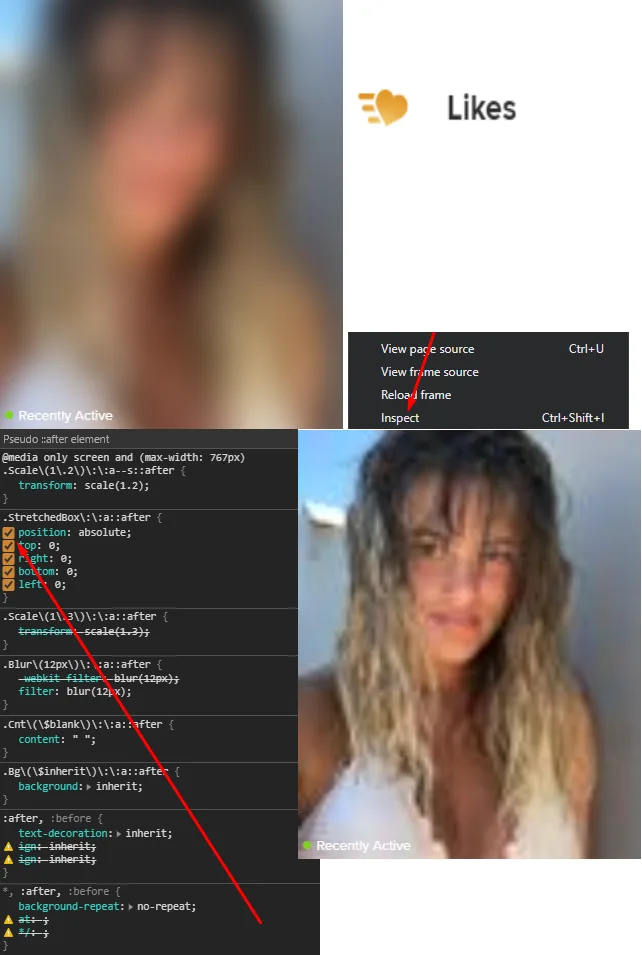 Likes
Recently Active
View page source Ctrl+U
View frame source
Reload frame
Inspect Ctrl+Shift+I
Pseudo ::after element
@media only screen and (max-width: 767px)
.Scale\(1\.2\)\:\:a--s::after {
transform: scale(1.2);
}
.StretchedBox\:\:a::after {
position: absolute;
top: 0;
right: 0;
bottom: 0;
left: 0;
}
.Scale\(1\.3\)\:\:a::after {
transform: scale(1.3);
}
.Blur\(12px\)\:\:a::after {
-webkit-filter: blur(12px);
filter: blur(12px);
}
.Cnt\(\$blank\)\:\:a::after {
content: " ";
}
.Bg\(\$inherit\)\:\:a::after {
background: inherit;
}
:after, :before {
text-decoration: inherit;
ign: inherit;
ign: inherit;
}
*, :after, :before {
background-repeat: no-repeat;
at: ;
*/: ;
}
Recently Active